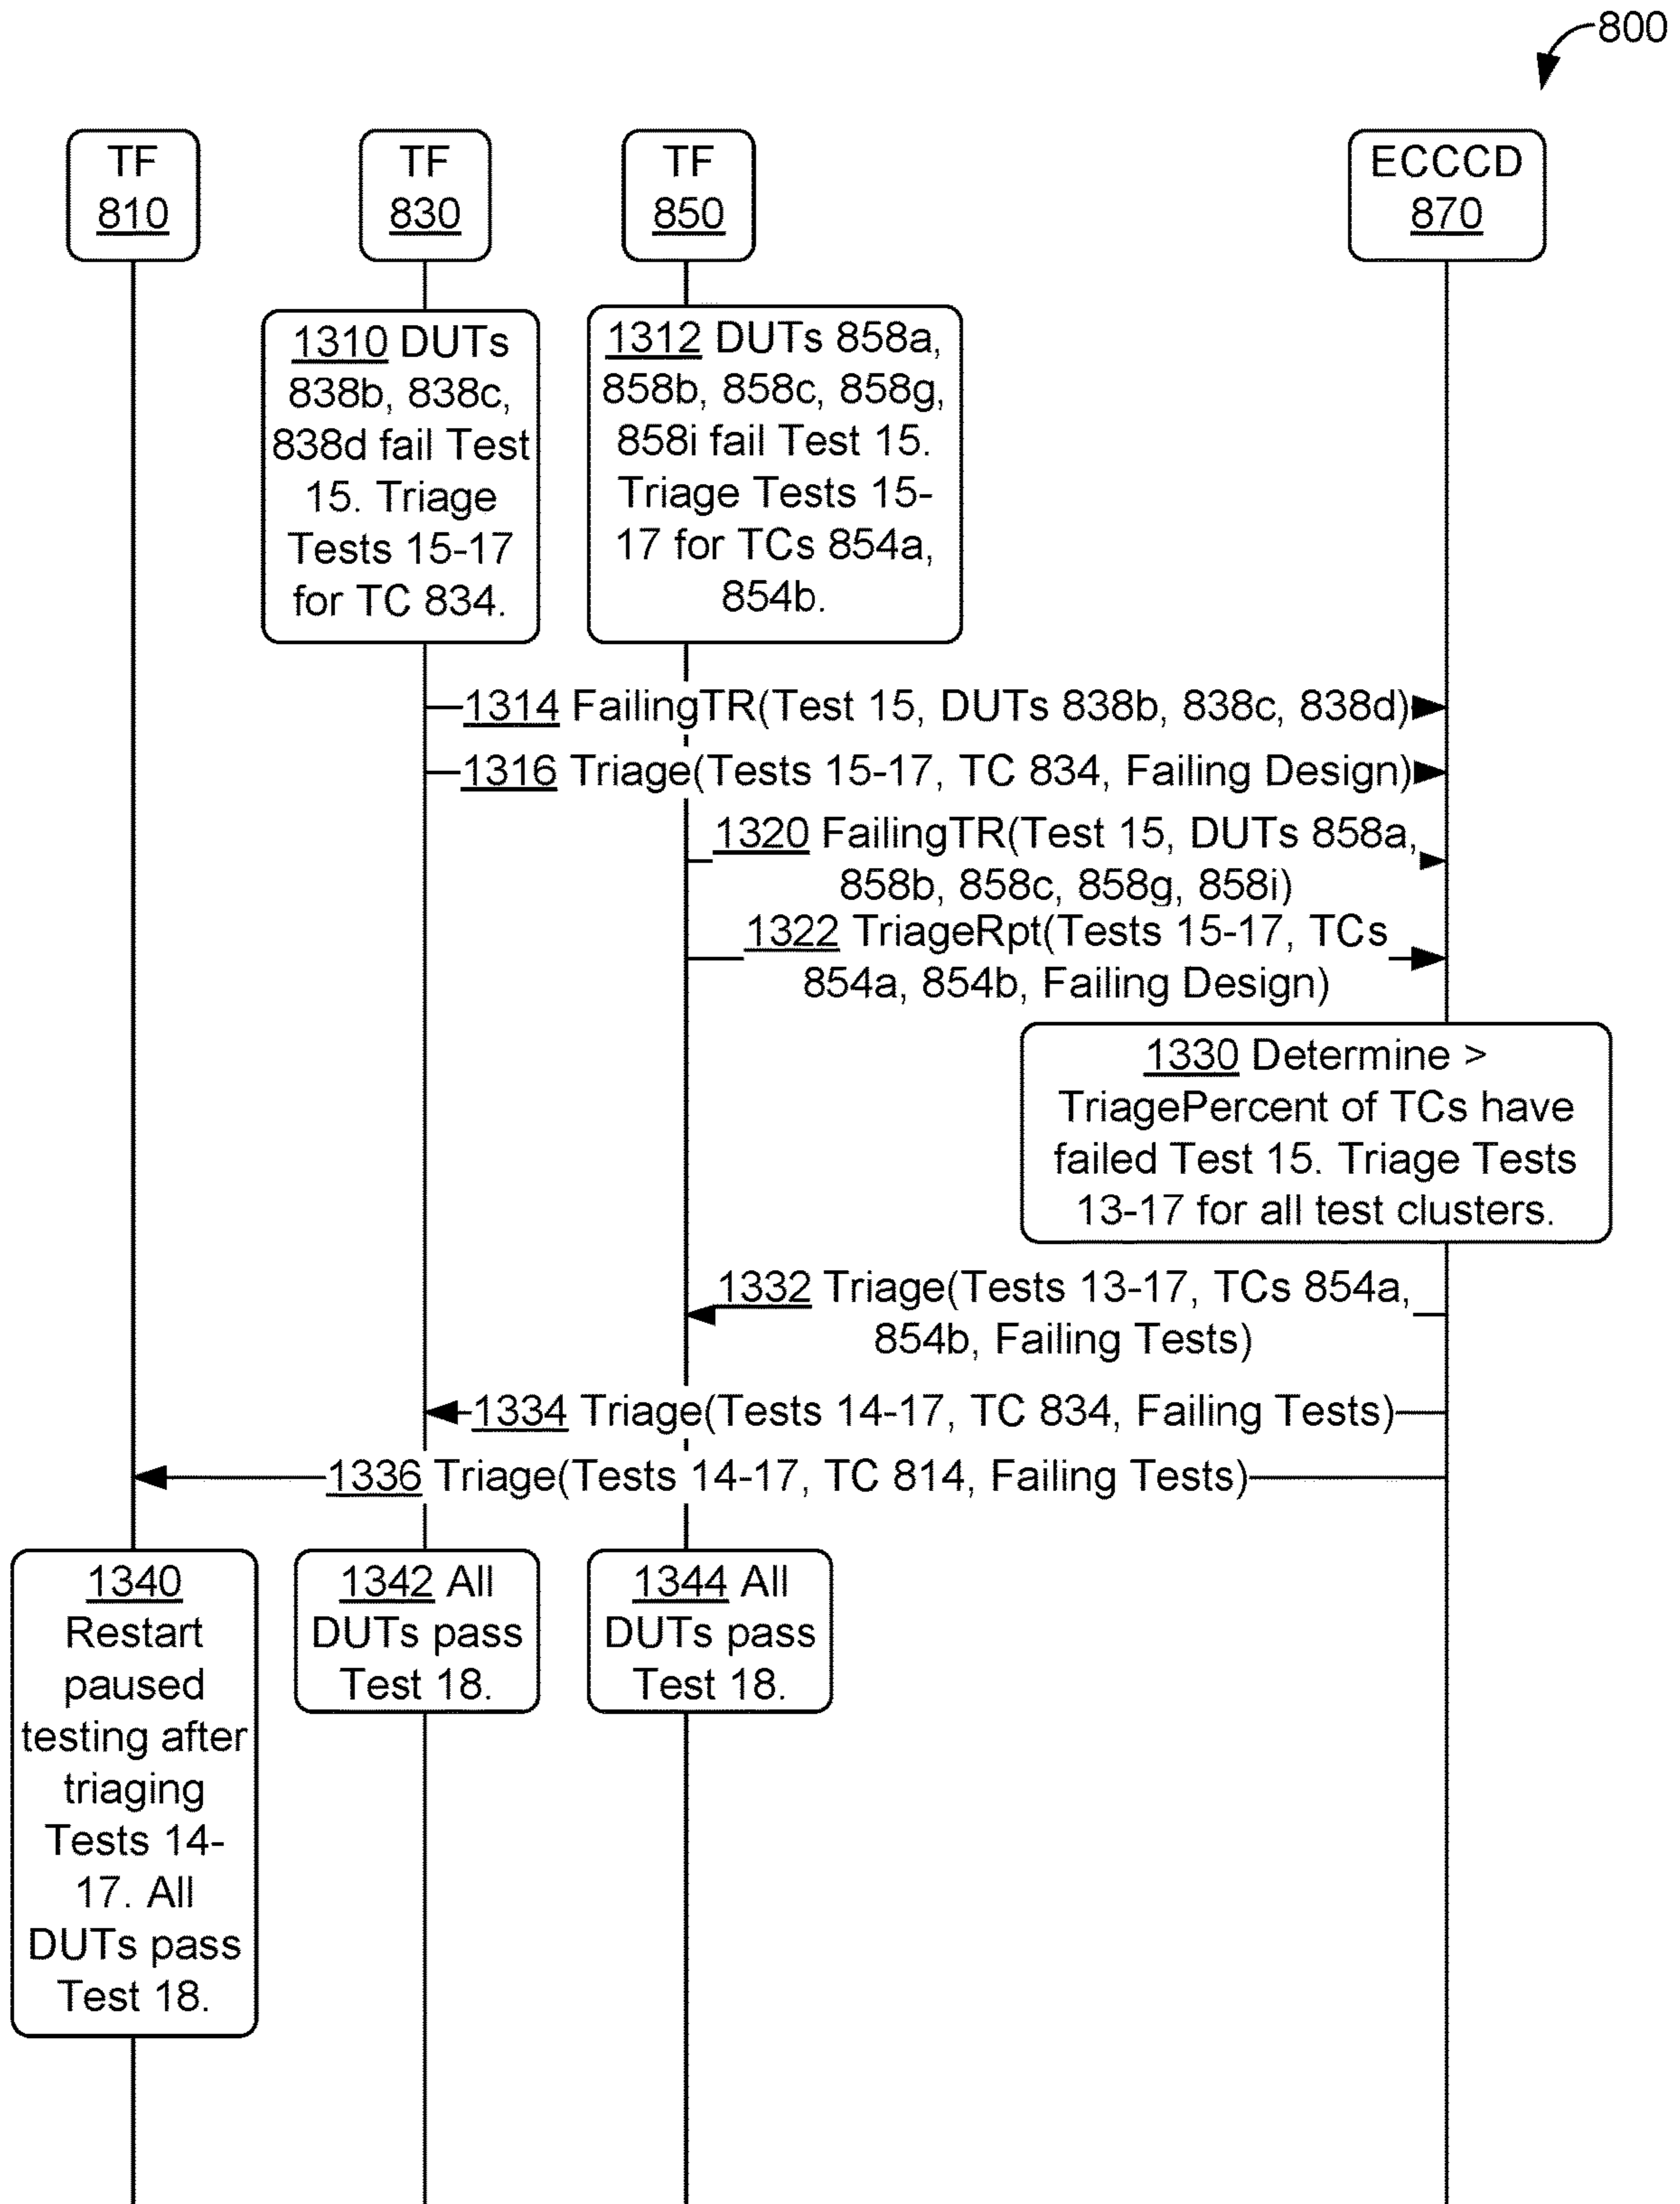 800
TF
810
TF
830
TF
850
ECCCD
870
1310 DUTs
838b, 838c,
838d fail Test
15. Triage
Tests 15-17
for TC 834.
1312 DUTs 858a,
858b, 858c, 858g,
858i fail Test 15.
Triage Tests 15-
17 for TCs 854a,
854b.
1314 FailingTR(Test 15, DUTs 838b, 838c, 838d)
1316 Triage(Tests 15-17, TC 834, Failing Design)
1320 FailingTR(Test 15, DUTs 858a,
858b, 858c, 858g, 858i)
1322 TriageRpt(Tests 15-17, TCs
854a, 854b, Failing Design)
1330 Determine >
TriagePercent of TCs have
failed Test 15. Triage Tests
13-17 for all test clusters.
1332 Triage(Tests 13-17, TCs 854a,
854b, Failing Tests)
1334 Triage(Tests 14-17, TC 834, Failing Tests)
1336 Triage(Tests 14-17, TC 814, Failing Tests)
1340
Restart
paused
testing after
triaging
Tests 14-
17. All
DUTs pass
Test 18.
1342 All
DUTs pass
Test 18.
1344 All
DUTs pass
Test 18.